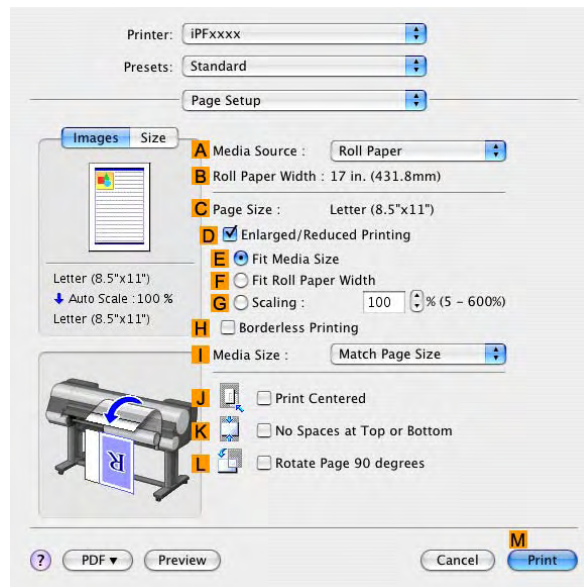 Printer: iPFxxxx
Presets: Standard
Page Setup
Images Size
A Media Source : Roll Paper
B Roll Paper Width : 17 in. (431.8mm)
C Page Size : Letter (8.5"x11")
D Enlarged/Reduced Printing
E Fit Media Size
F Fit Roll Paper Width
G Scaling : 100 % (5 - 600%)
Letter (8.5"x11")
Auto Scale :100 %
Letter (8.5"x11")
H Borderless Printing
I Media Size : Match Page Size
J Print Centered
K No Spaces at Top or Bottom
L Rotate Page 90 degrees
R
M
? PDF▼ Preview Cancel Print